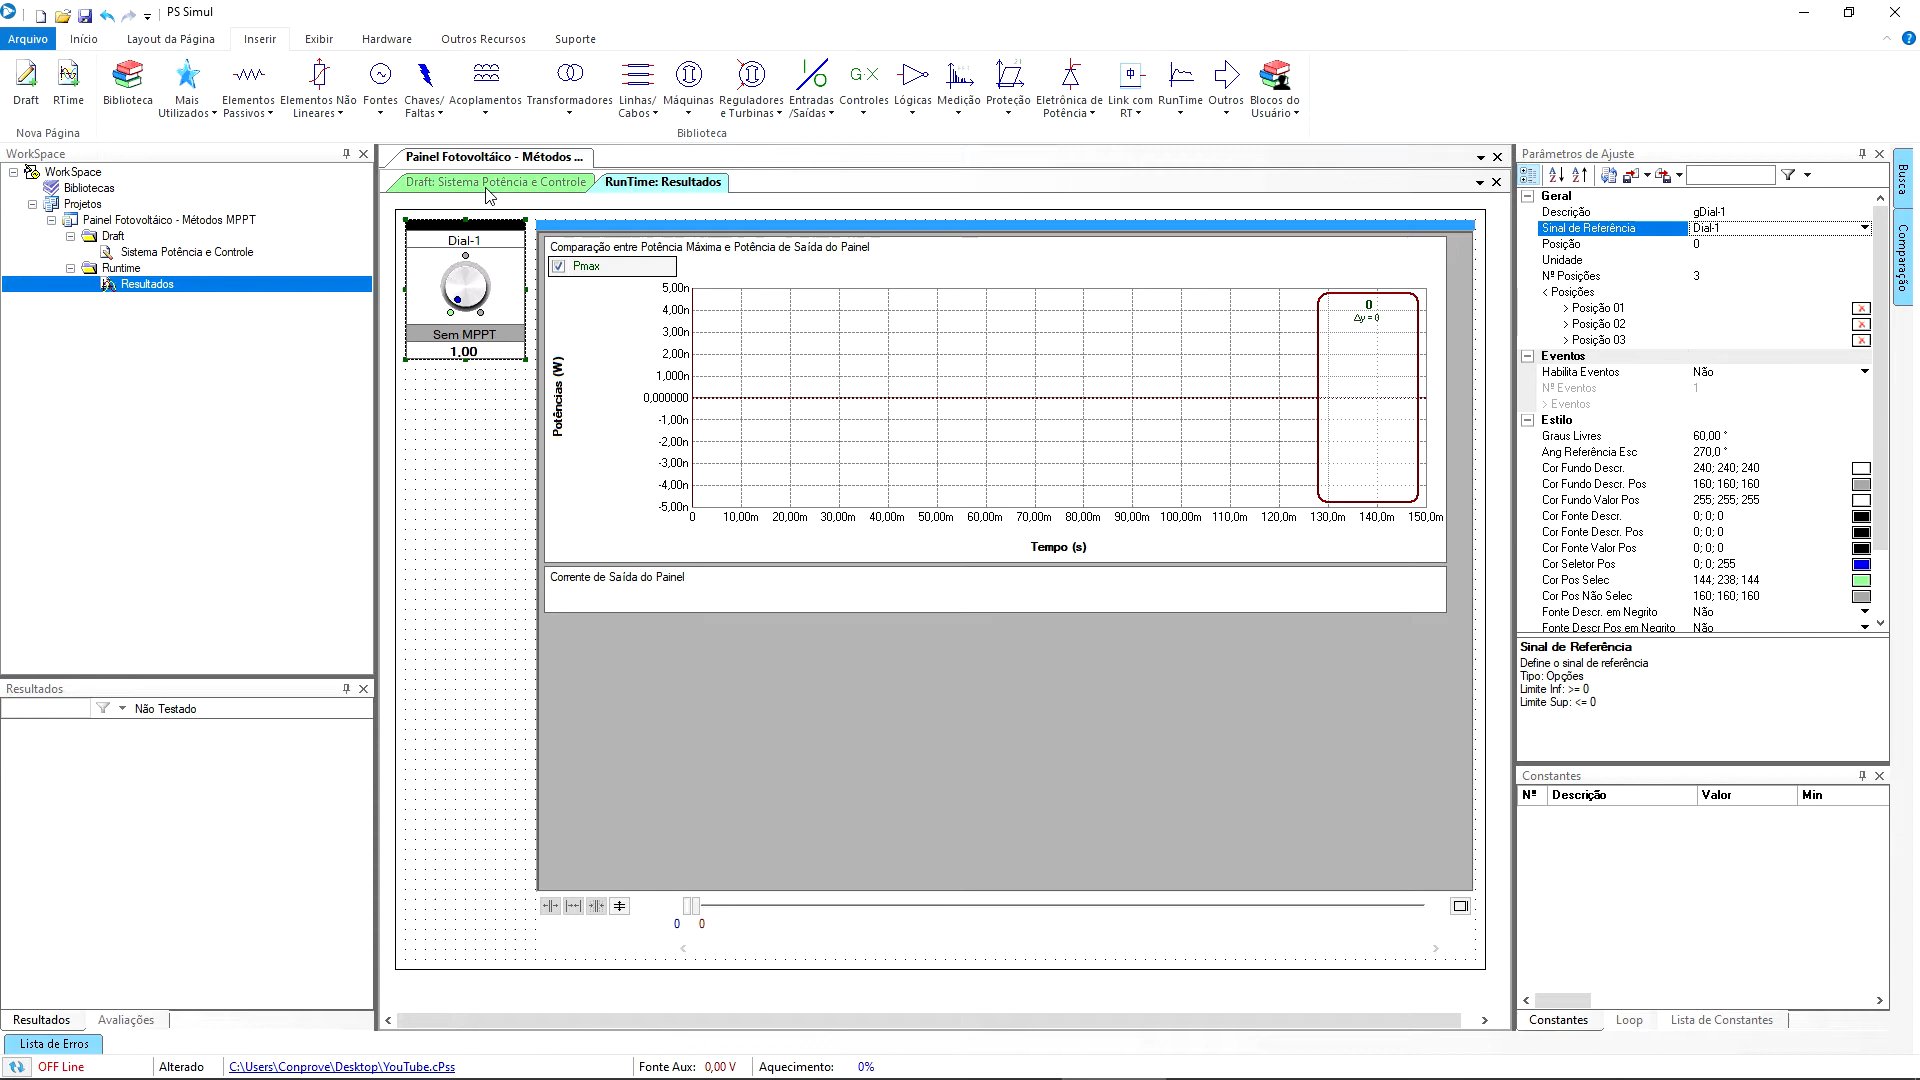 PS Simul
Arquivo Início Layout da Página Inserir Exibir Hardware Outros Recursos Suporte
Draft RTime Biblioteca Mais Utilizados Elementos Passivos Elementos Não Lineares Fontes Chaves/ Faltas Acoplamentos Transformadores Linhas/ Cabos Máquinas Reguladores e Turbinas Entradas /Saídas Controles Lógicas Medição Proteção Eletrônica de Potência Link com RT RunTime Outros Blocos do Usuário
Nova Página Biblioteca
WorkSpace
WorkSpace
Bibliotecas
Projetos
Painel Fotovoltáico - Métodos MPPT
Draft
Sistema Potência e Controle
Runtime
Resultados
Resultados
Não Testado
Resultados Avaliações
Lista de Erros
Painel Fotovoltáico - Métodos ...
Draft: Sistema Potência e Controle RunTime: Resultados
Dial-1
Sem MPPT
1,00
Comparação entre Potência Máxima e Potência de Saída do Painel
Pmax
Potências (W)
5,00n
4,00n
3,00n
2,00n
1,000n
0,000000
-1,00n
-2,00n
-3,00n
-4,00n
-5,00n
0
Δy = 0
0 10,00m 20,00m 30,00m 40,00m 50,00m 60,00m 70,00m 80,00m 90,00m 100,00m 110,0m 120,0m 130,0m 140,0m 150,0m
Tempo (s)
Corrente de Saída do Painel
0 0
Parâmetros de Ajuste
Geral
Descrição gDial-1
Sinal de Referência Dial-1
Posição 0
Unidade
Nº Posições 3
< Posições
> Posição 01
> Posição 02
> Posição 03
Eventos
Habilita Eventos Não
Nº Eventos 1
> Eventos
Estilo
Graus Livres 60,00 °
Ang Referência Esc 270,0 °
Cor Fundo Descr. 240; 240; 240
Cor Fundo Descr. Pos 160; 160; 160
Cor Fundo Valor Pos 255; 255; 255
Cor Fonte Descr. 0; 0; 0
Cor Fonte Descr. Pos 0; 0; 0
Cor Fonte Valor Pos 0; 0; 0
Cor Seletor Pos 0; 0; 255
Cor Pos Selec 144; 238; 144
Cor Pos Não Selec 160; 160; 160
Fonte Descr. em Negrito Não
Fonte Descr Pos em Negrito Não
Sinal de Referência
Define o sinal de referência
Tipo: Opções
Limite Inf: >= 0
Limite Sup: <= 0
Constantes
Nº Descrição Valor Min
Constantes Loop Lista de Constantes
Busca
Comparação
OFF Line Alterado C:\Users\Conprove\Desktop\YouTube.cPss Fonte Aux: 0,00 V Aquecimento: 0%